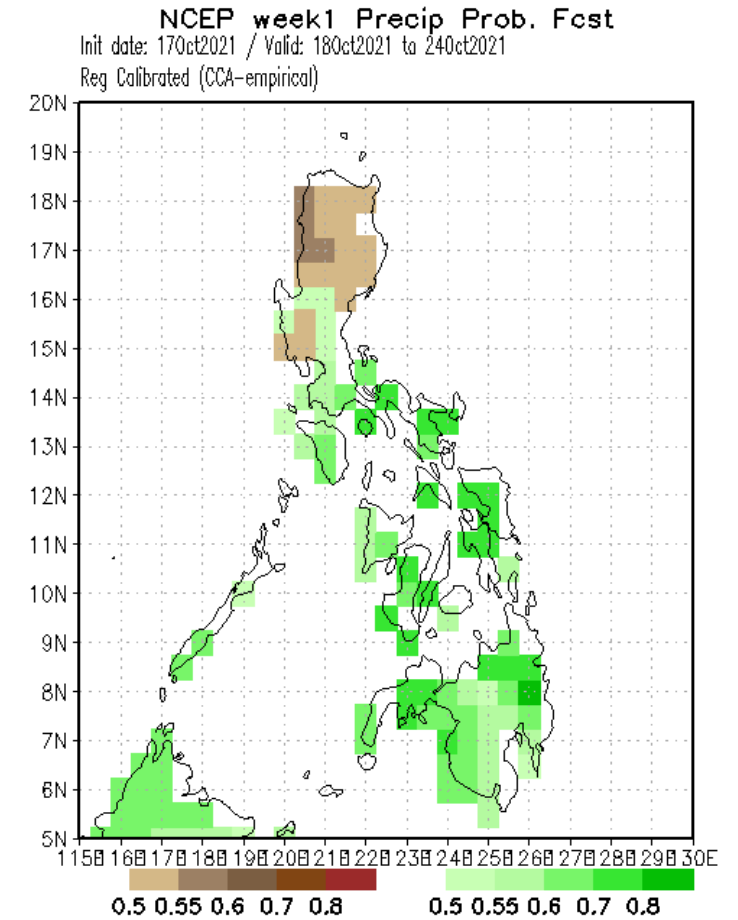 NCEP week1 Precip Prob. Fcst
Init date: 17Oct2021 / Valid: 18Oct2021 to 24Oct2021
Reg Calibrated (CCA-empirical)
20N
19N
18N
17N
16N
15N
14N
13N
12N
11N
10N
9N
8N
7N
6N
5N
115E 116E 117E 118E 119E 120E 121E 122E 123E 124E 125E 126E 127E 128E 129E 130E
0.5 0.55 0.6 0.7 0.8 0.5 0.55 0.6 0.7 0.8